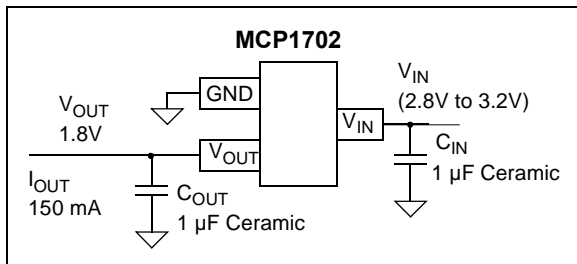 MCP1702
GND
V_IN
(2.8V to 3.2V)
V_OUT
1.8V
V_IN
V_OUT
C_IN
1 µF Ceramic
I_OUT
150 mA
C_OUT
1 µF Ceramic